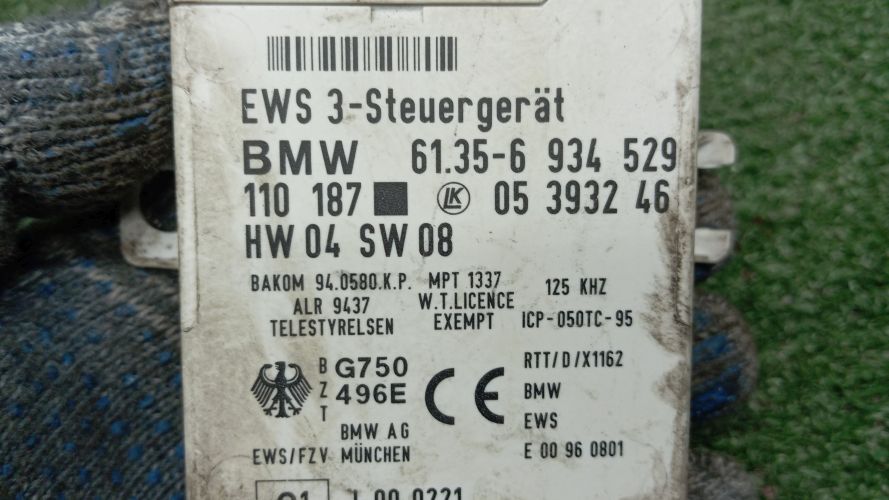 EWS 3-Steuergerät
BMW 61.35-6 934 529
110 187 LK 05 3932 46
HW 04 SW 08
BAKOM 94.0580.K.P. MPT 1337 125 KHZ
ALR 9437 W.T.LICENCE
TELESTYRELSEN EXEMPT ICP-050TC-95
BZT G750 496E CE RTT/D/X1162
BMW
EWS
BMW AG
EWS/FZV MÜNCHEN E 00 96 0801